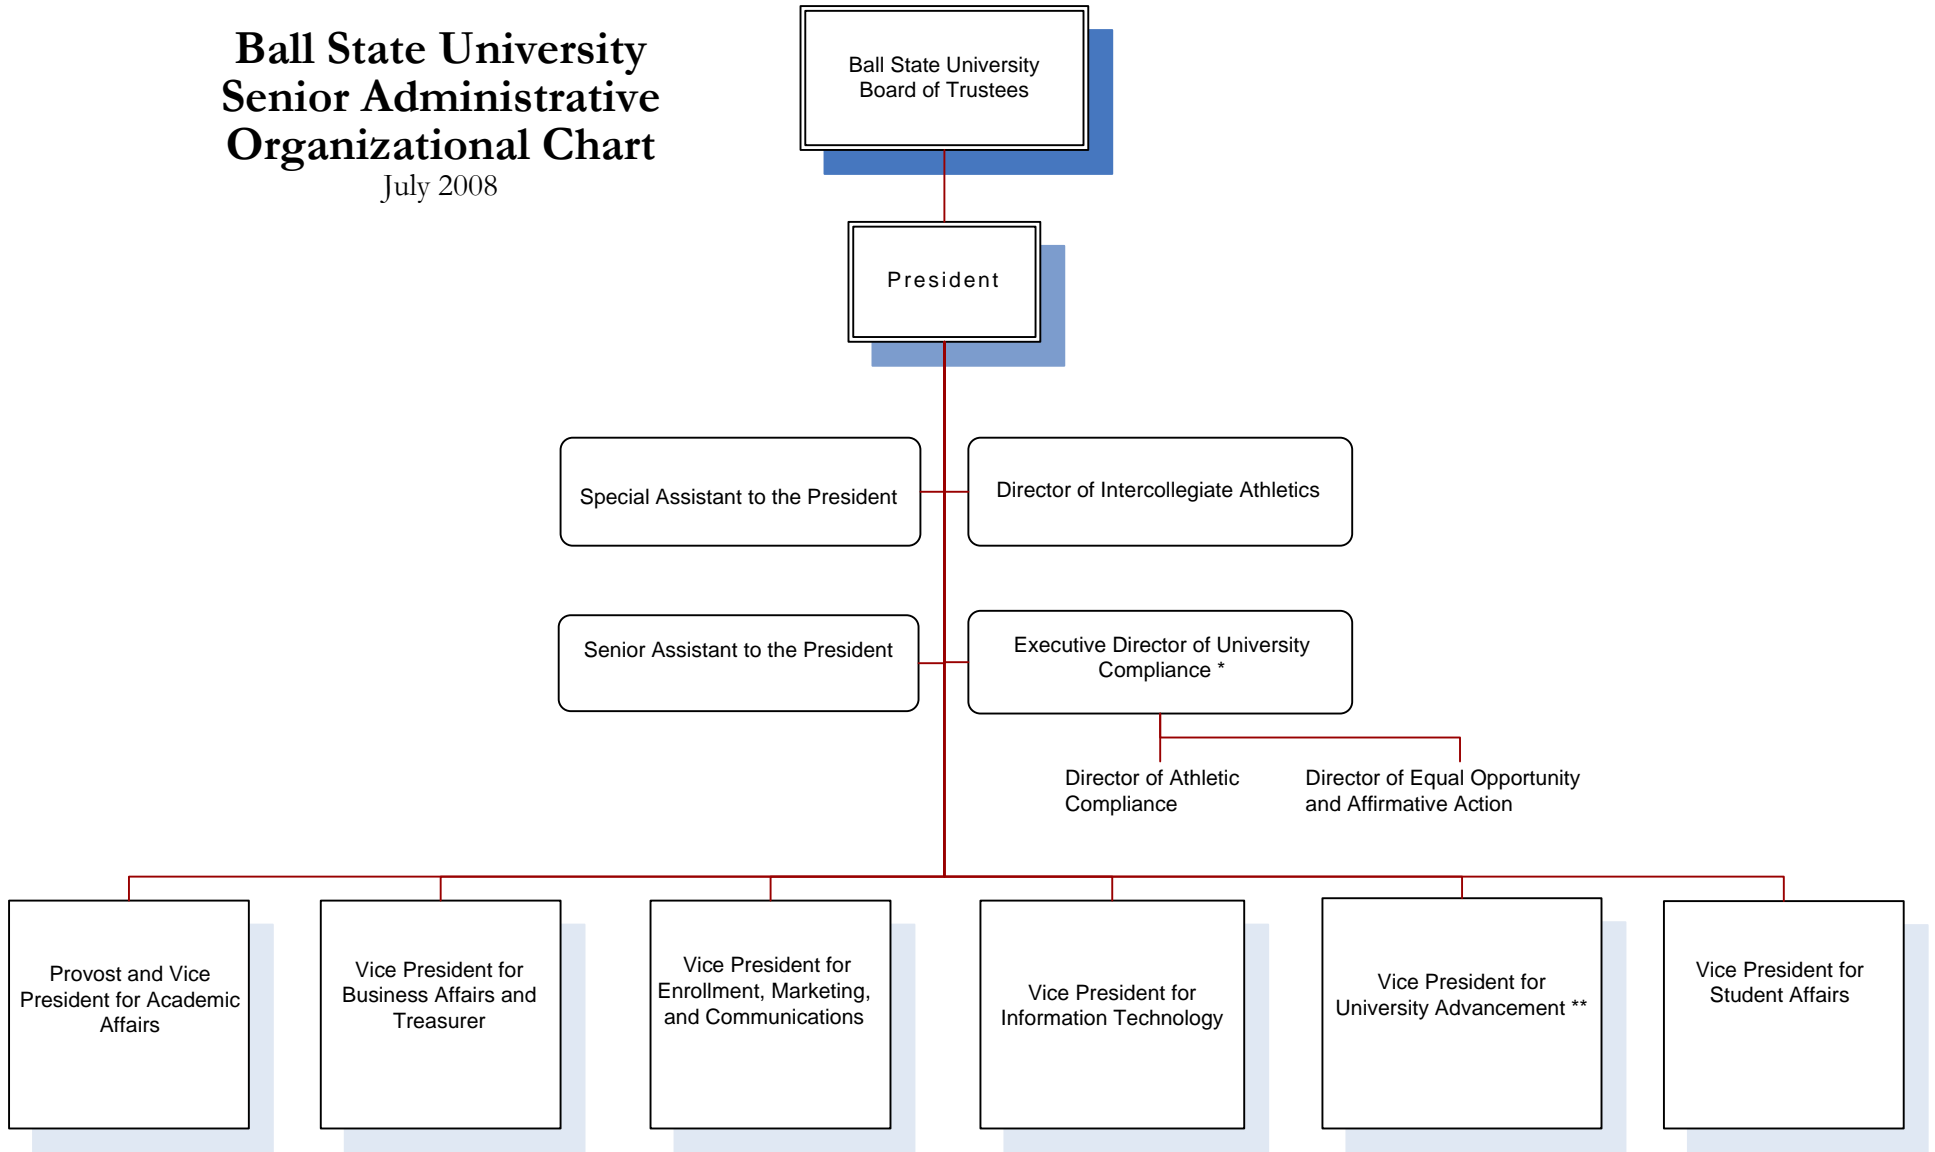 Ball State University
Senior Administrative
Organizational Chart
July 2008
Ball State University
Board of Trustees
President
Special Assistant to the President
Director of Intercollegiate Athletics
Senior Assistant to the President
Executive Director of University
Compliance *
Director of Athletic
Compliance
Director of Equal Opportunity
and Affirmative Action
Provost and Vice
President for Academic
Affairs
Vice President for
Business Affairs and
Treasurer
Vice President for
Enrollment, Marketing,
and Communications
Vice President for
Information Technology
Vice President for
University Advancement **
Vice President for
Student Affairs